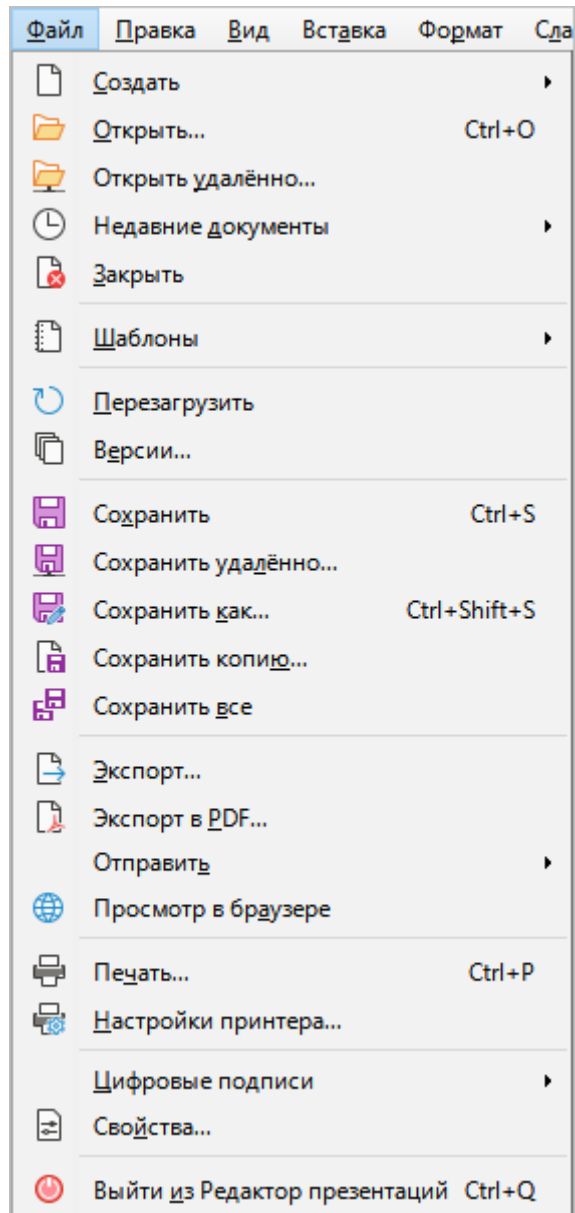 Файл Правка Вид Вставка Формат Сла
Создать
Открыть... Ctrl+O
Открыть удалённо...
Недавние документы
Закрыть
Шаблоны
Перезагрузить
Версии...
Сохранить Ctrl+S
Сохранить удалённо...
Сохранить как... Ctrl+Shift+S
Сохранить копию...
Сохранить все
Экспорт...
Экспорт в PDF...
Отправить
Просмотр в браузере
Печать... Ctrl+P
Настройки принтера...
Цифровые подписи
Свойства...
Выйти из Редактор презентаций Ctrl+Q